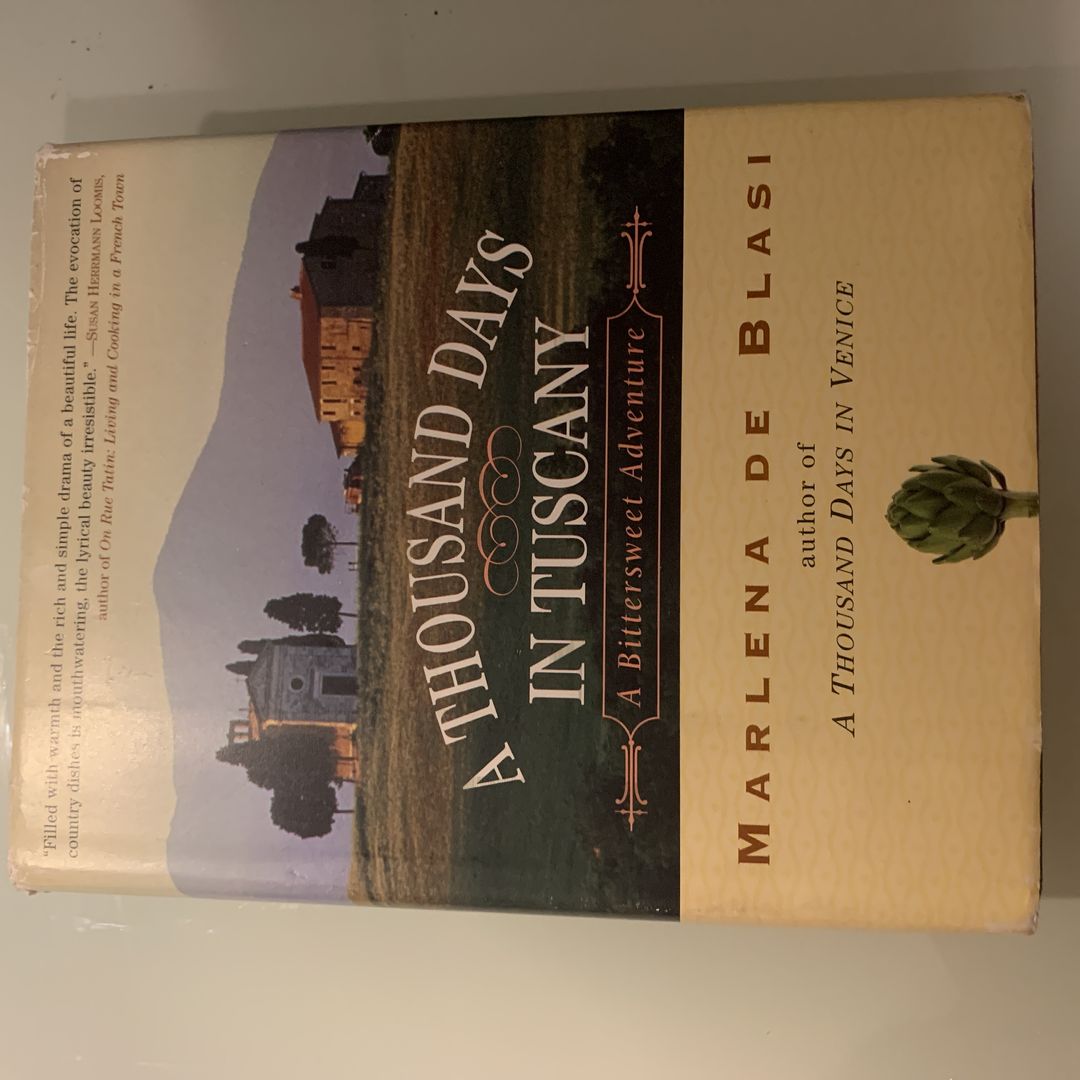 “Filled with warmth and the rich and simple drama of a beautiful life. The evocation of
country dishes is mouthwatering, the lyrical beauty irresistible.” —SUSAN HERRMANN LOOMIS,
author of On Rue Tatin: Living and Cooking in a French Town
A THOUSAND DAYS
IN TUSCANY
A Bittersweet Adventure
MARLENA DE BLASI
author of
A THOUSAND DAYS IN VENICE